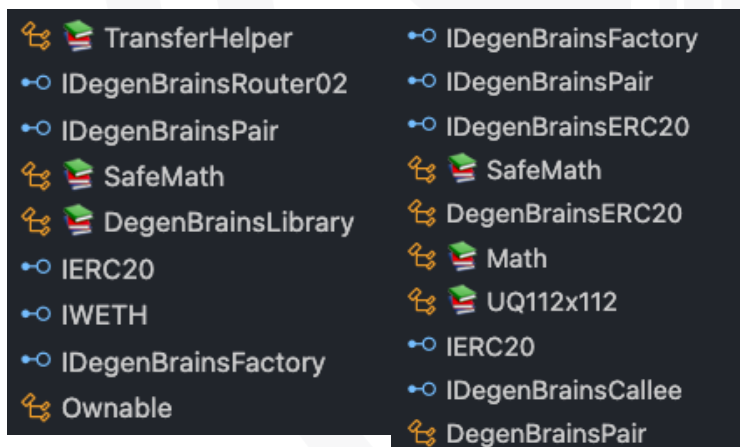 TransferHelper
IDegenBrainsRouter02
IDegenBrainsPair
SafeMath
DegenBrainsLibrary
IERC20
IWETH
IDegenBrainsFactory
Ownable
IDegenBrainsFactory
IDegenBrainsPair
IDegenBrainsERC20
SafeMath
DegenBrainsERC20
Math
UQ112x112
IERC20
IDegenBrainsCallee
DegenBrainsPair